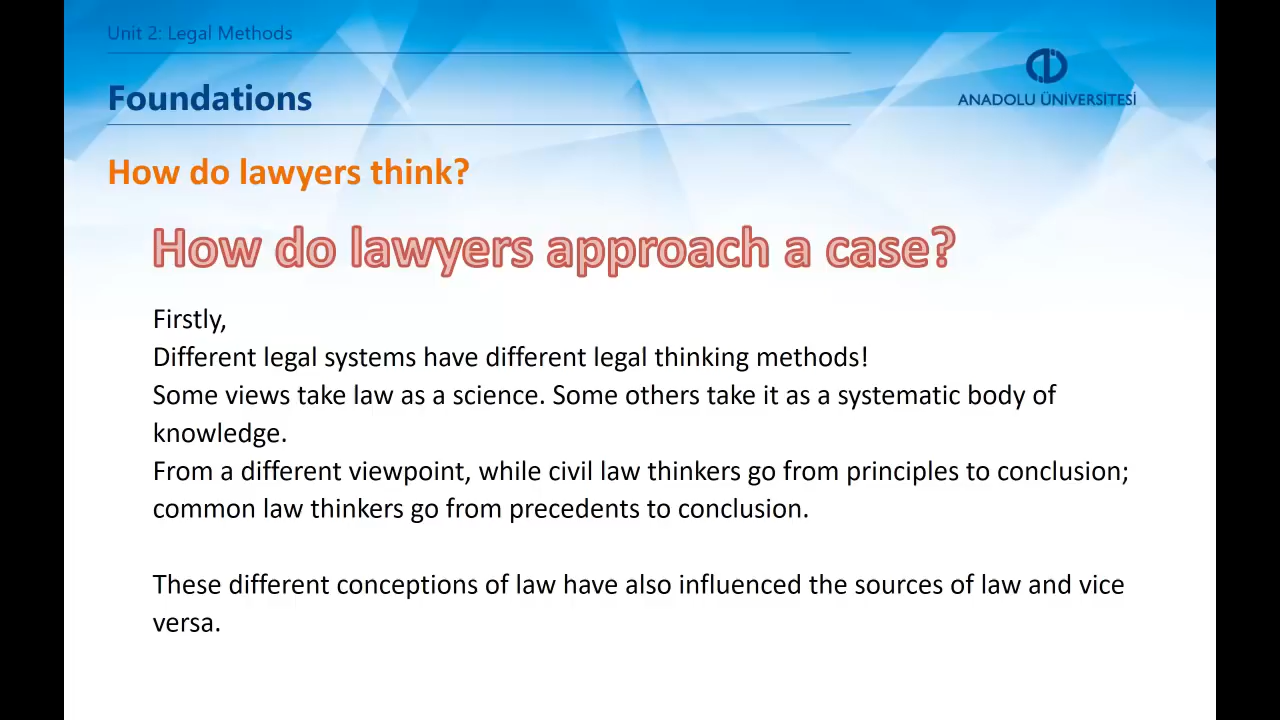 Unit 2: Legal Methods
Foundations
ANADOLU ÜNİVERSİTESİ
How do lawyers think?
How do lawyers approach a case?
Firstly,
Different legal systems have different legal thinking methods!
Some views take law as a science. Some others take it as a systematic body of
knowledge.
From a different viewpoint, while civil law thinkers go from principles to conclusion;
common law thinkers go from precedents to conclusion.
These different conceptions of law have also influenced the sources of law and vice
versa.